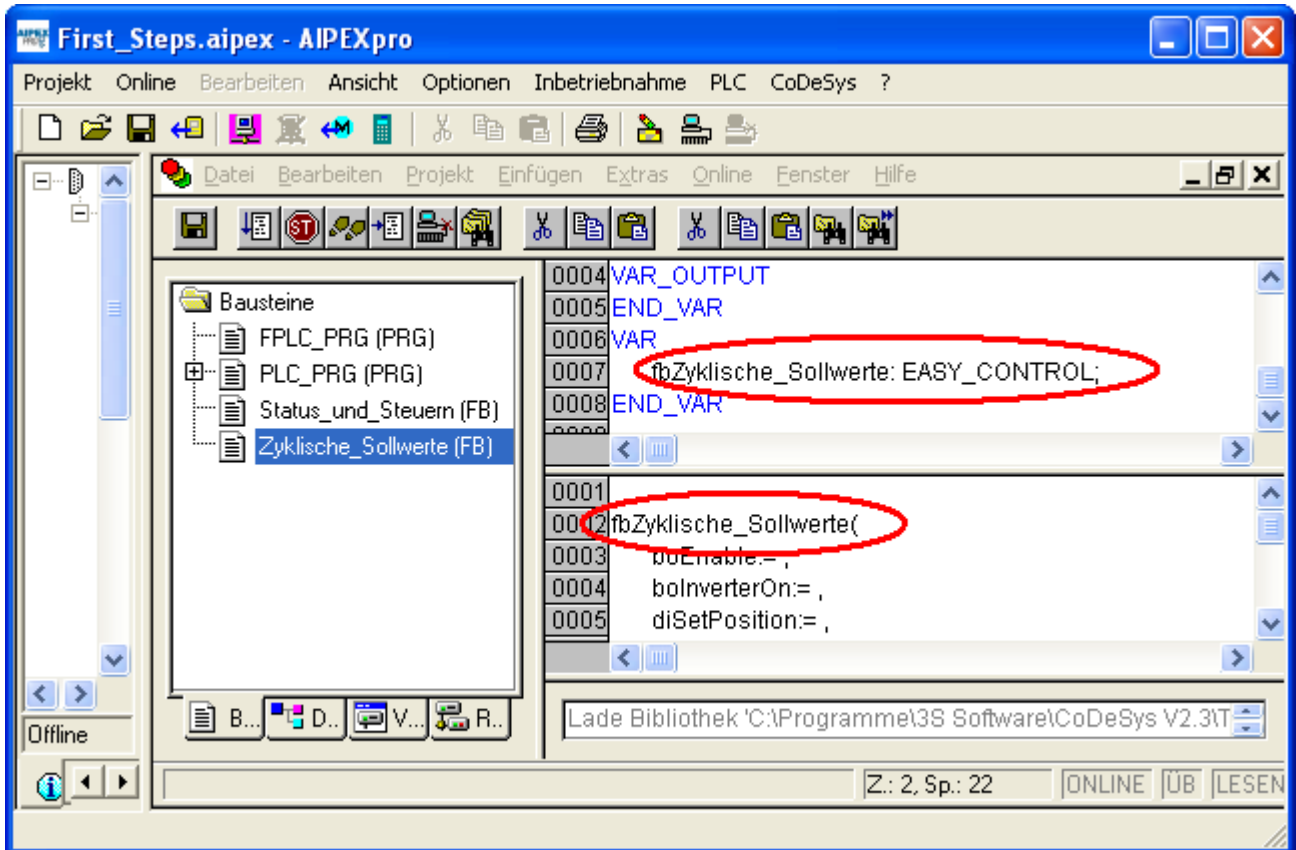 First_Steps.aipex - AIPEXpro
Projekt Online Bearbeiten Ansicht Optionen Inbetriebnahme PLC CoDeSys ?
Datei Bearbeiten Projekt Einfügen Extras Online Fenster Hilfe
Bausteine
FPLC_PRG (PRG)
PLC_PRG (PRG)
Status_und_Steuern (FB)
Zyklische_Sollwerte (FB)
0004 VAR_OUTPUT
0005 END_VAR
0006 VAR
0007 fbZyklische_Sollwerte: EASY_CONTROL;
0008 END_VAR
0001
0002 fbZyklische_Sollwerte(
0003 boEnable:= ,
0004 boInverterOn:= ,
0005 diSetPosition:= ,
B... D.. V... R..
Lade Bibliothek 'C:\Programme\3S Software\CoDeSys V2.3\T
Offline
Z.: 2, Sp.: 22 ONLINE ÜB LESEN